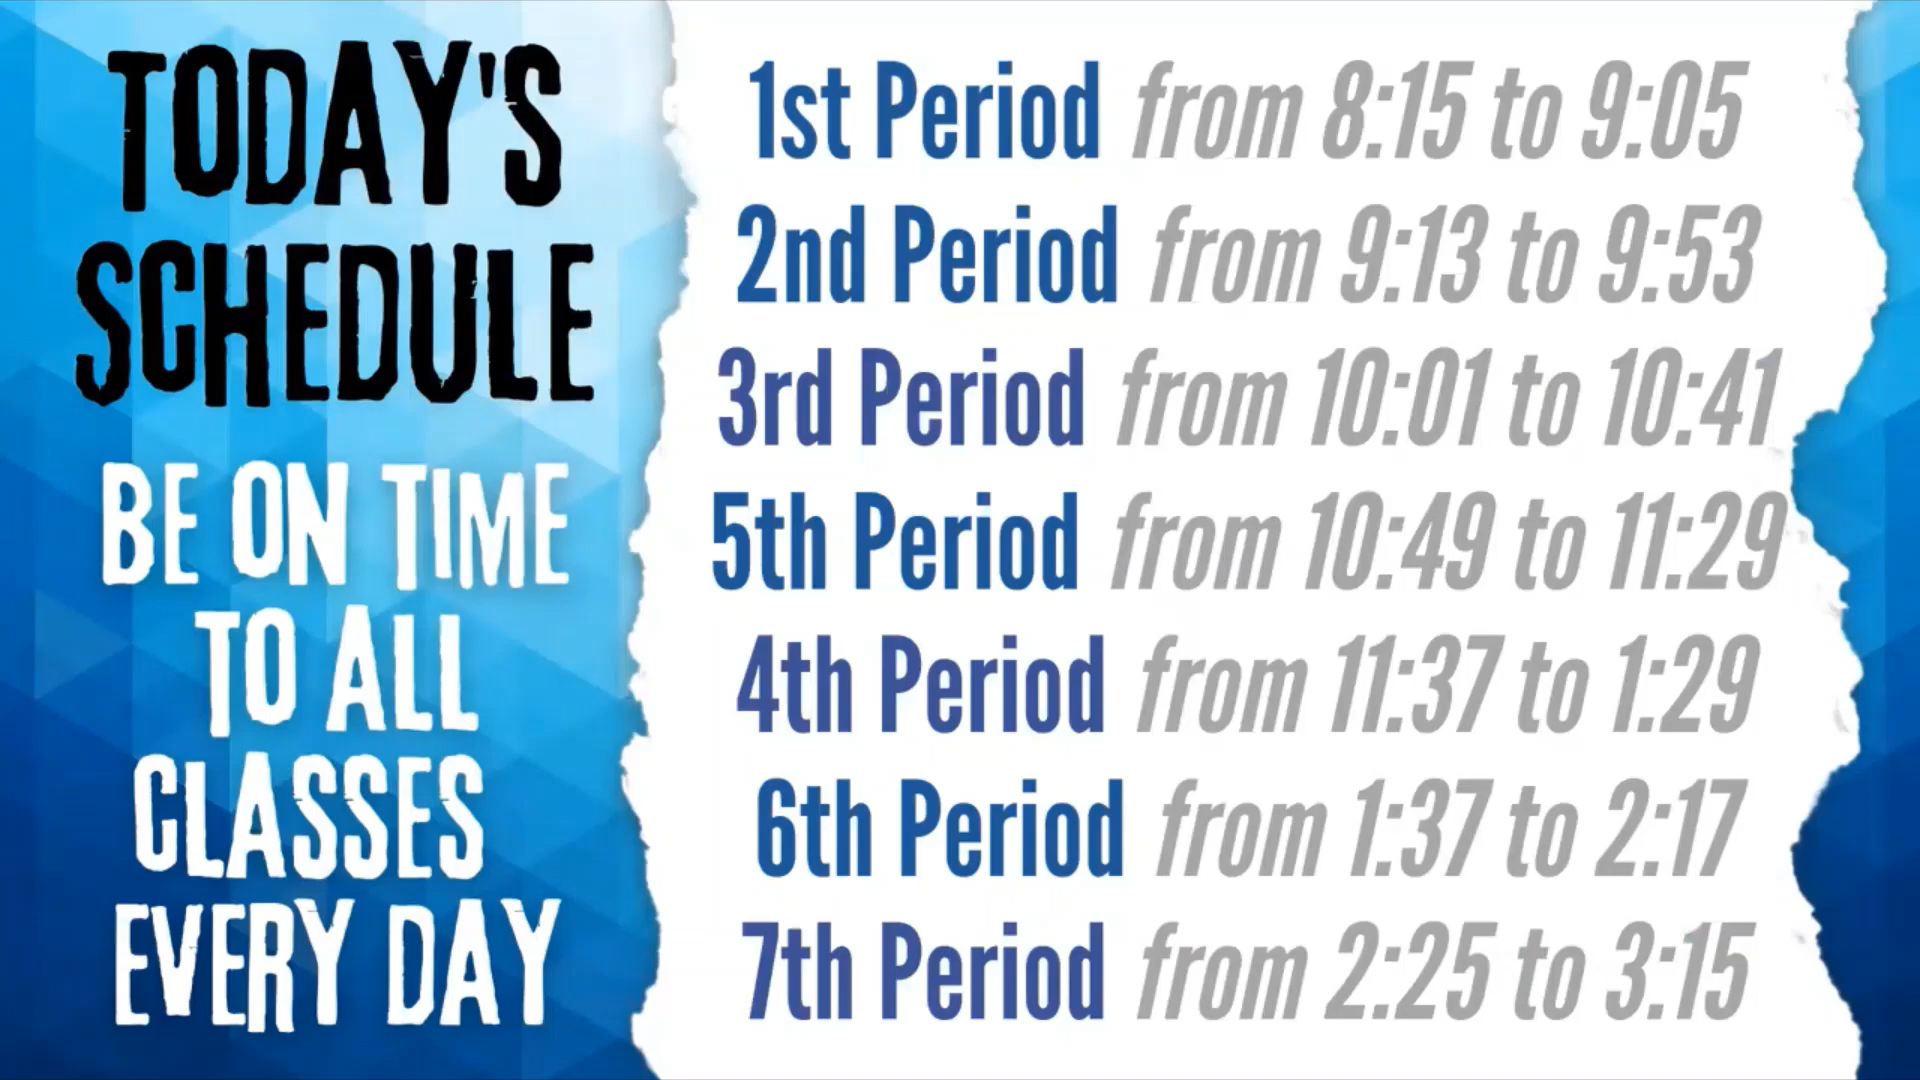 TODAY'S
SCHEDULE
BE ON TIME
TO ALL
CLASSES
EVERY DAY
1st Period from 8:15 to 9:05
2nd Period from 9:13 to 9:53
3rd Period from 10:01 to 10:41
5th Period from 10:49 to 11:29
4th Period from 11:37 to 1:29
6th Period from 1:37 to 2:17
7th Period from 2:25 to 3:15